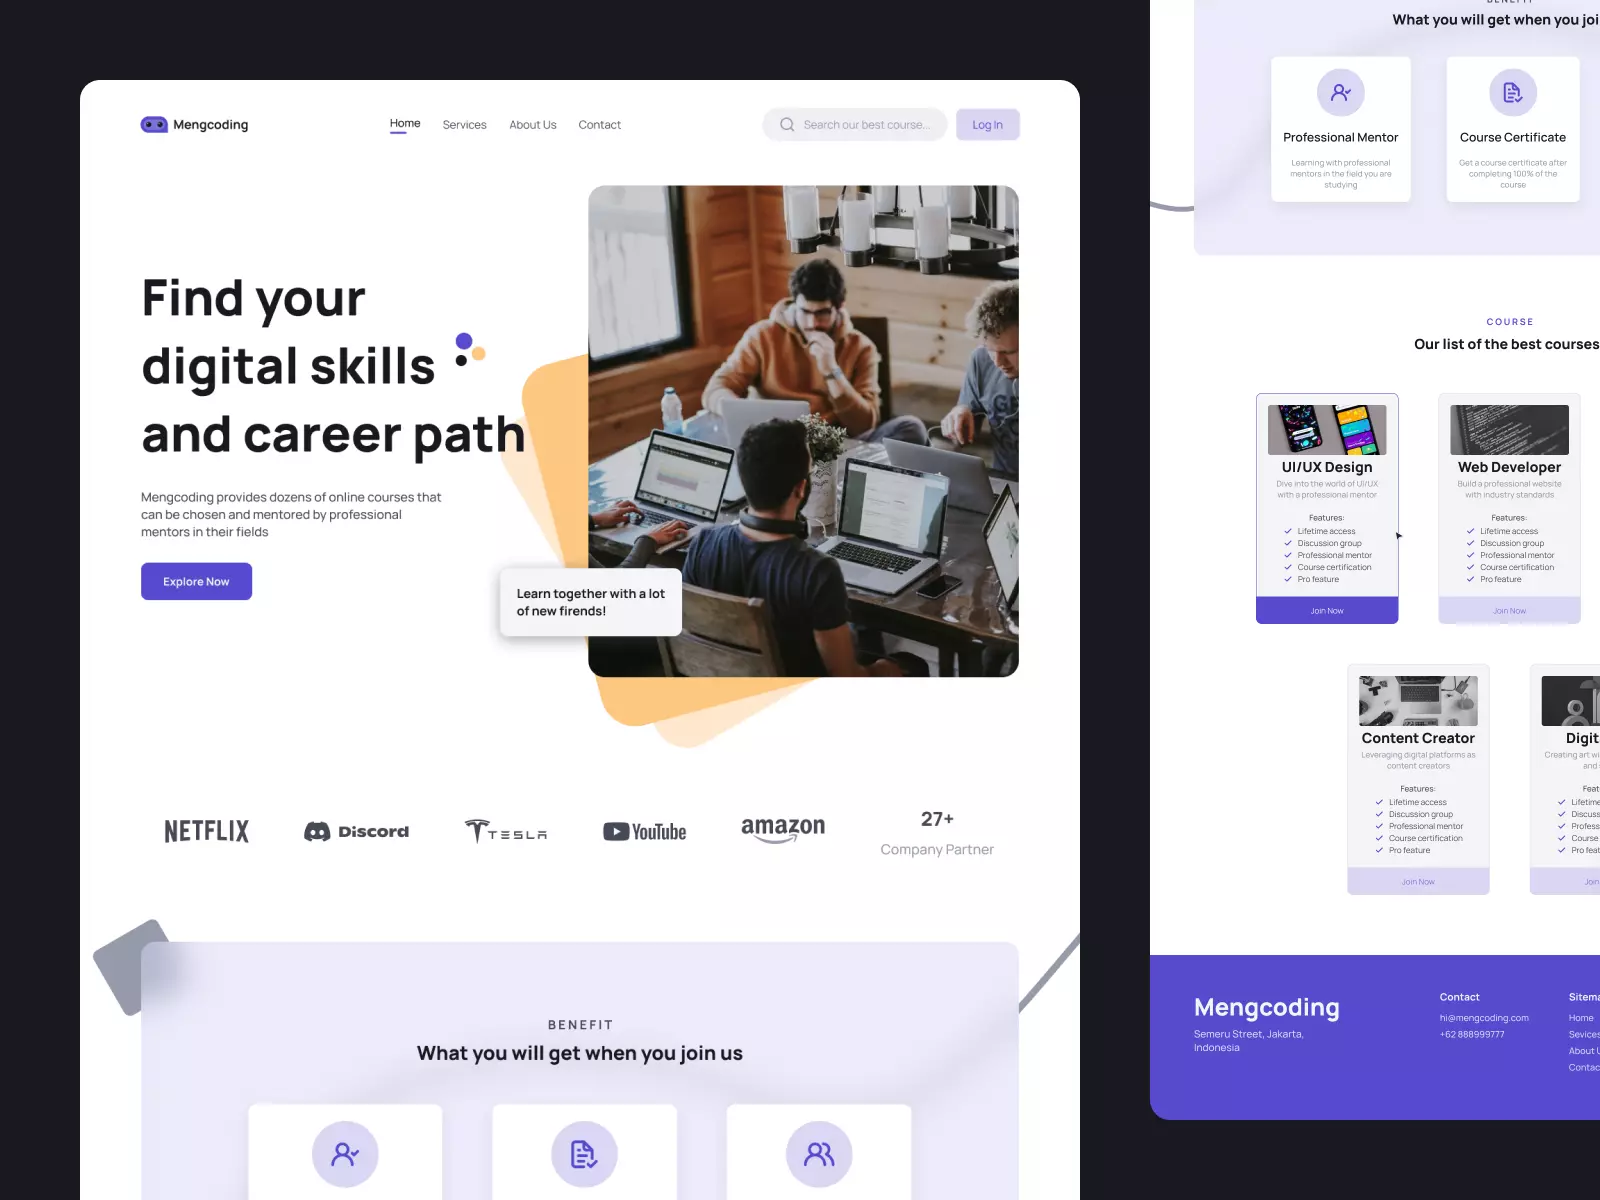 Mengcoding
Home
Services
About Us
Contact
Search our best course...
Log In
Find your
digital skills
and career path
Mengcoding provides dozens of online courses that
can be chosen and mentored by professional
mentors in their fields
Explore Now
Learn together with a lot
of new firends!
NETFLIX
Discord
TESLA
YouTube
amazon
27+
Company Partner
BENEFIT
What you will get when you join us
BENEFIT
What you will get when you joi
Professional Mentor
Learning with professional
mentors in the field you are
studying
Course Certificate
Get a course certificate after
completing 100% of the
course
COURSE
Our list of the best courses
UI/UX Design
Dive into the world of UI/UX
with a professional mentor
Features:
Lifetime access
Discussion group
Professional mentor
Course certification
Pro feature
Join Now
Web Developer
Build a professional website
with industry standards
Features:
Lifetime access
Discussion group
Professional mentor
Course certification
Pro feature
Join Now
Content Creator
Leveraging digital platforms as
content creators
Features:
Lifetime access
Discussion group
Professional mentor
Course certification
Pro feature
Join Now
Digit
Creating art wi
and
Feat
Lifetime
Discuss
Profess
Course
Pro feat
Join
Mengcoding
Semeru Street, Jakarta,
Indonesia
Contact
hi@mengcoding.com
+62 888999777
Sitema
Home
Sevices
About U
Contac